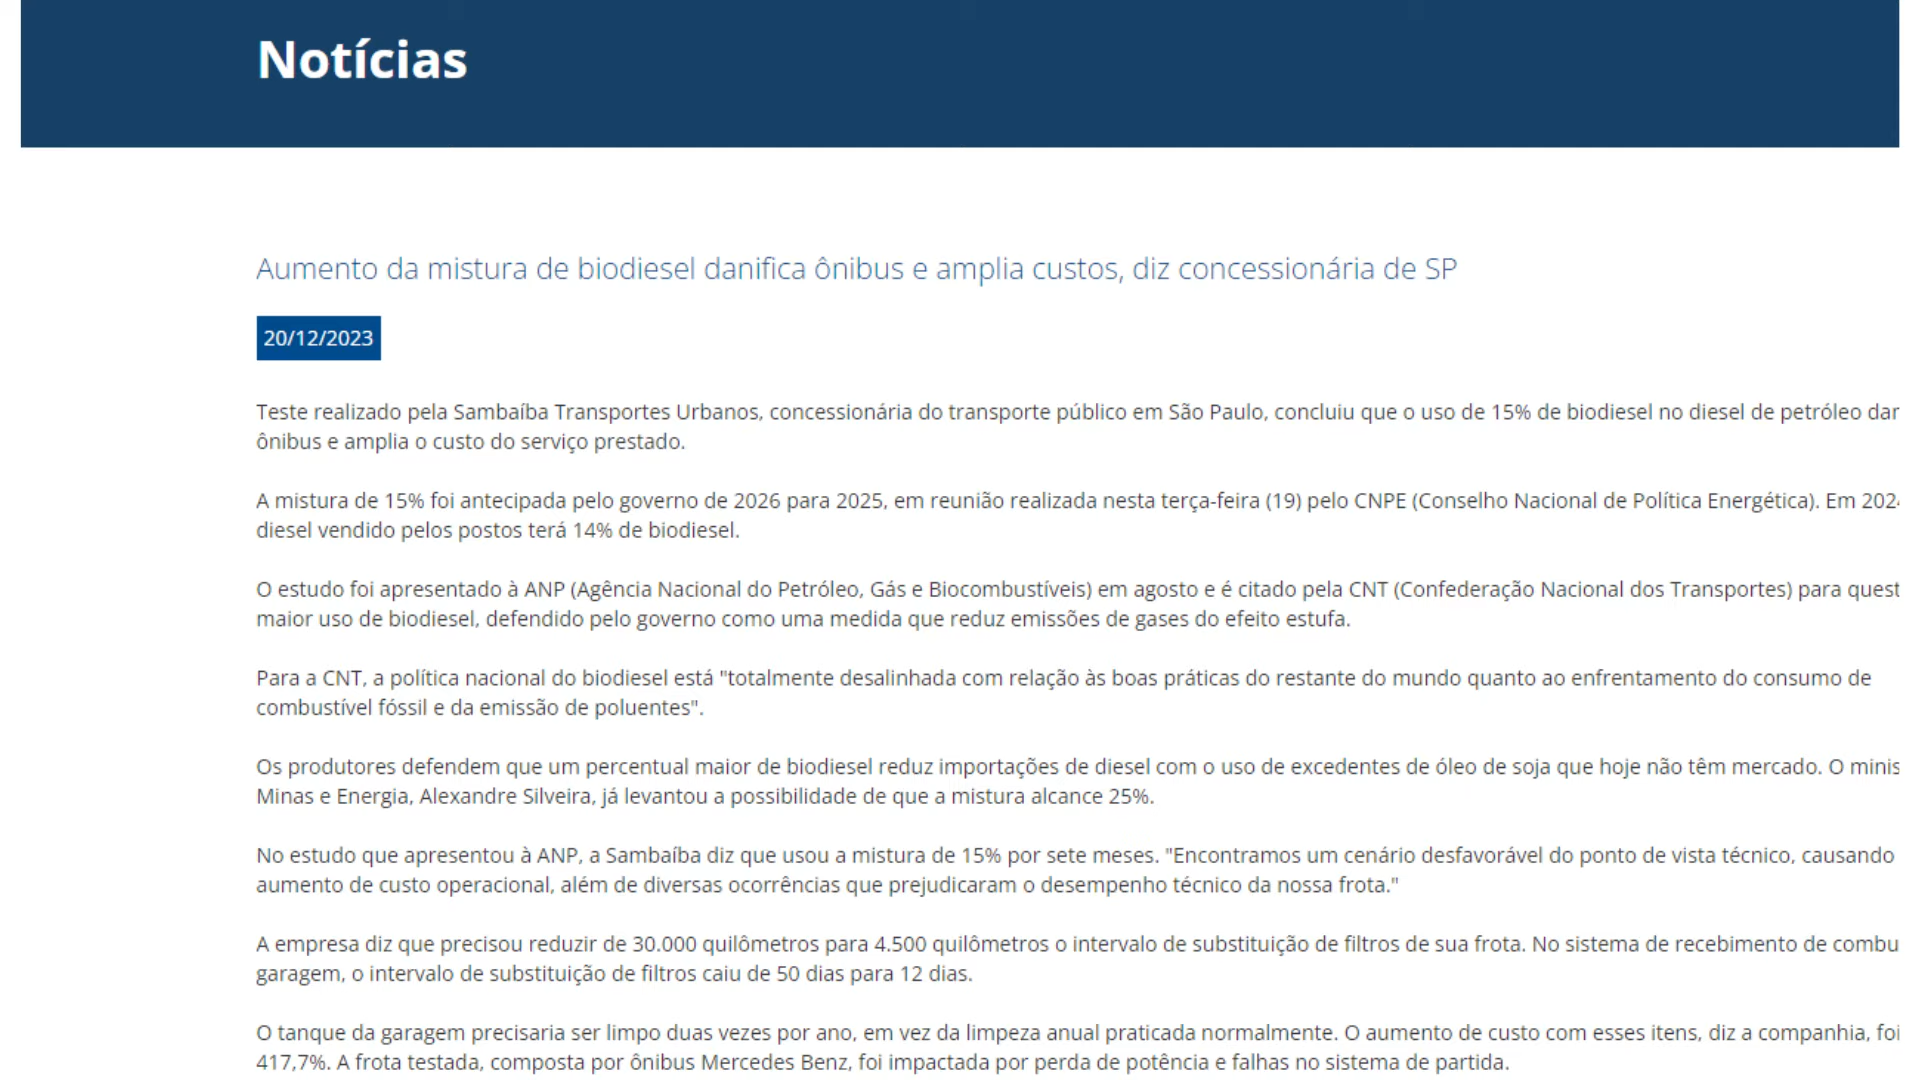 Notícias
Aumento da mistura de biodiesel danifica ônibus e amplia custos, diz concessionária de SP
20/12/2023
Teste realizado pela Sambaíba Transportes Urbanos, concessionária do transporte público em São Paulo, concluiu que o uso de 15% de biodiesel no diesel de petróleo
ônibus e amplia o custo do serviço prestado.
A mistura de 15% foi antecipada pelo governo de 2026 para 2025, em reunião realizada nesta terça-feira (19) pelo CNPE (Conselho Nacional de Política Energética). Em
diesel vendido pelos postos terá 14% de biodiesel.
O estudo foi apresentado à ANP (Agência Nacional do Petróleo, Gás e Biocombustíveis) em agosto e é citado pela CNT (Confederação Nacional dos Transportes) para
maior uso de biodiesel, defendido pelo governo como uma medida que reduz emissões de gases do efeito estufa.
Para a CNT, a política nacional do biodiesel está "totalmente desalinhada com relação às boas práticas do restante do mundo quanto ao enfrentamento do consumo de
combustível fóssil e da emissão de poluentes".
Os produtores defendem que um percentual maior de biodiesel reduz importações de diesel com o uso de excedentes de óleo de soja que hoje não têm mercado. O
Minas e Energia, Alexandre Silveira, já levantou a possibilidade de que a mistura alcance 25%.
No estudo que apresentou à ANP, a Sambaíba diz que usou a mistura de 15% por sete meses. "Encontramos um cenário desfavorável do ponto de vista técnico, causando
aumento de custo operacional, além de diversas ocorrências que prejudicaram o desempenho técnico da nossa frota."
A empresa diz que precisou reduzir de 30.000 quilômetros para 4.500 quilômetros o intervalo de substituição de filtros de sua frota. No sistema de recebimento de
garagem, o intervalo de substituição de filtros caiu de 50 dias para 12 dias.
O tanque da garagem precisaria ser limpo duas vezes por ano, em vez da limpeza anual praticada normalmente. O aumento de custo com esses itens, diz a companhia, foi
417,7%. A frota testada, composta por ônibus Mercedes Benz, foi impactada por perda de potência e falhas no sistema de partida.